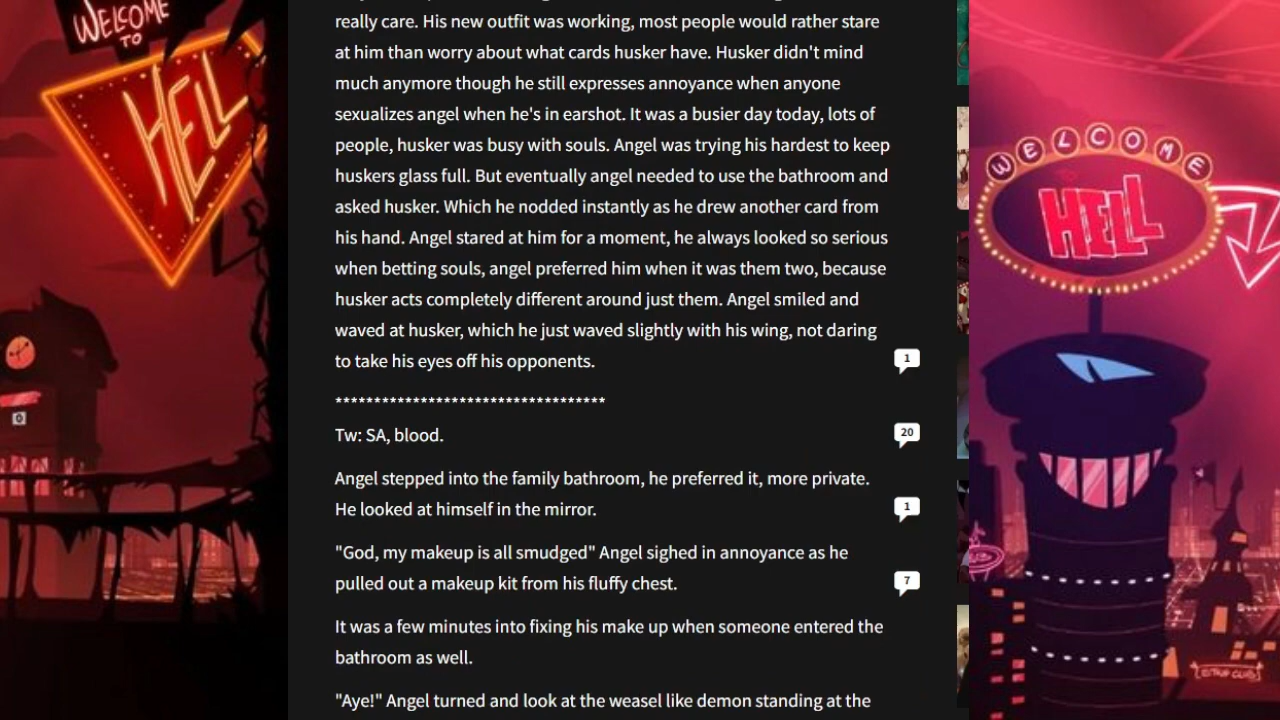 WELCOME
TO
HELL
really care. His new outfit was working, most people would rather stare
at him than worry about what cards husker have. Husker didn't mind
much anymore though he still expresses annoyance when anyone
sexualizes angel when he's in earshot. It was a busier day today, lots of
people, husker was busy with souls. Angel was trying his hardest to keep
huskers glass full. But eventually angel needed to use the bathroom and
asked husker. Which he nodded instantly as he drew another card from
his hand. Angel stared at him for a moment, he always looked so serious
when betting souls, angel preferred him when it was them two, because
husker acts completely different around just them. Angel smiled and
waved at husker, which he just waved slightly with his wing, not daring
to take his eyes off his opponents.
1
***********************************
Tw: SA, blood.
20
Angel stepped into the family bathroom, he preferred it, more private.
He looked at himself in the mirror.
1
"God, my makeup is all smudged" Angel sighed in annoyance as he
pulled out a makeup kit from his fluffy chest.
7
It was a few minutes into fixing his make up when someone entered the
bathroom as well.
"Aye!" Angel turned and look at the weasel like demon standing at the
WELCOME
HELL